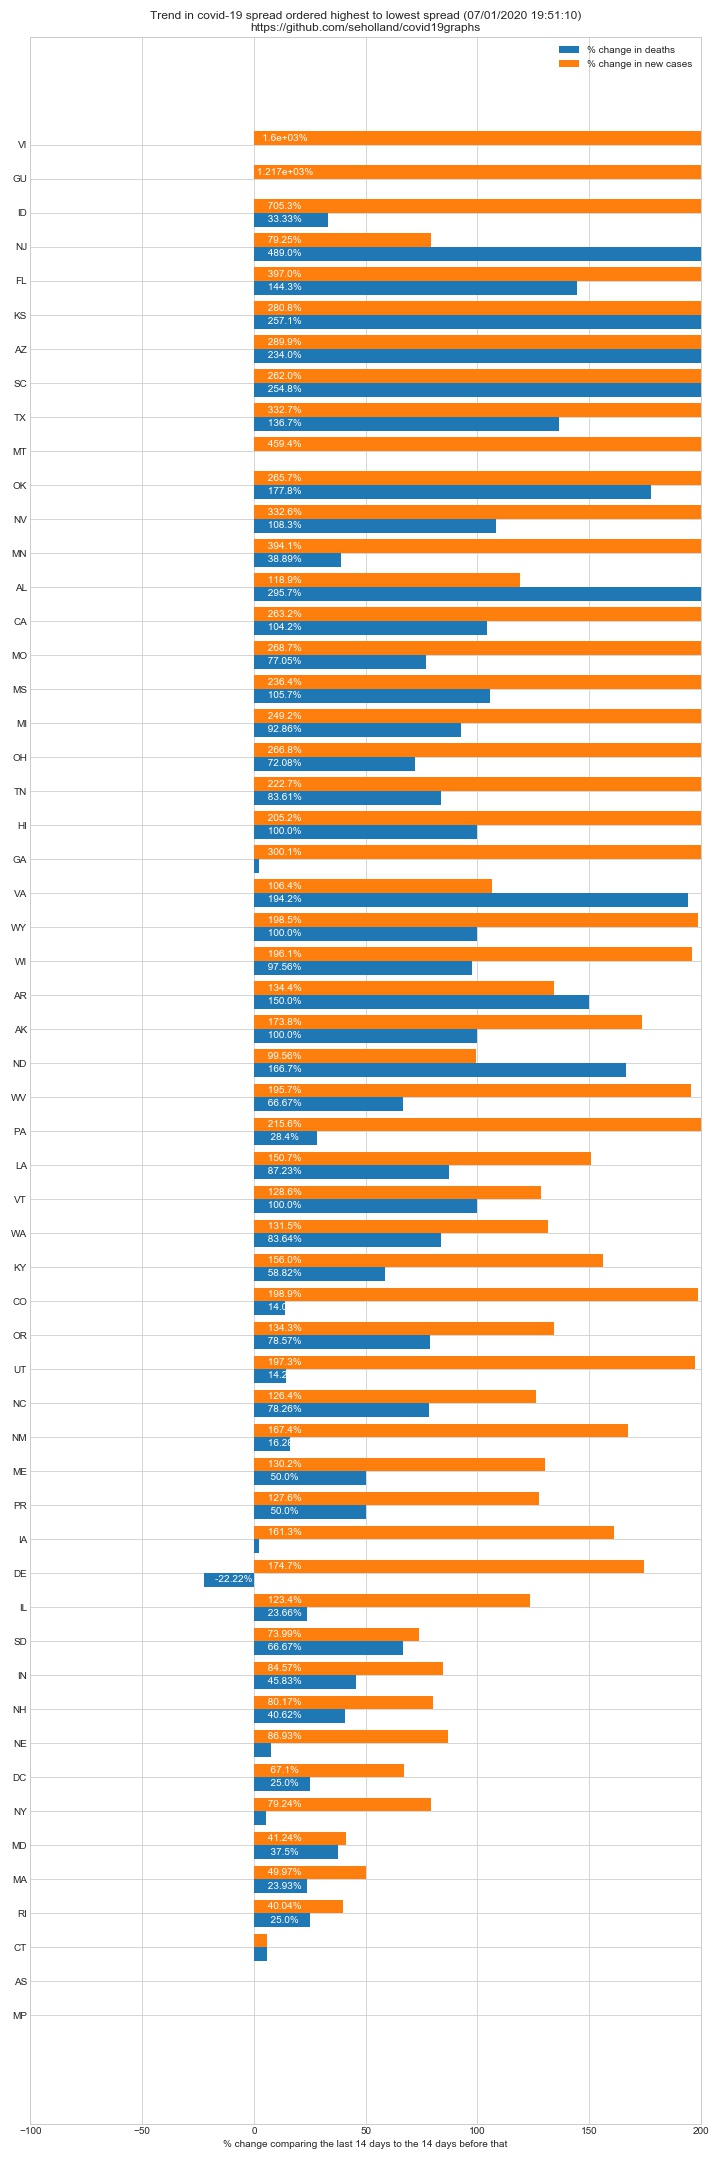 Trend in covid-19 spread ordered highest to lowest spread (07/01/2020 19:51:10)
https://github.com/seholland/covid19graphs
% change in deaths
% change in new cases
VI
1.6e+03%
GU
1.217e+03%
ID
705.3%
33.33%
NJ
79.25%
489.0%
FL
397.0%
144.3%
KS
280.8%
257.1%
AZ
289.9%
234.0%
SC
262.0%
254.8%
TX
332.7%
136.7%
MT
459.4%
OK
265.7%
177.8%
NV
332.6%
108.3%
MN
394.1%
38.89%
AL
118.9%
295.7%
CA
263.2%
104.2%
MO
268.7%
77.05%
MS
236.4%
105.7%
MI
249.2%
92.86%
OH
266.8%
72.08%
TN
222.7%
83.61%
HI
205.2%
100.0%
GA
300.1%
VA
106.4%
194.2%
WY
198.5%
100.0%
WI
196.1%
97.56%
AR
134.4%
150.0%
AK
173.8%
100.0%
ND
99.56%
166.7%
WV
195.7%
66.67%
PA
215.6%
28.4%
LA
150.7%
87.23%
VT
128.6%
100.0%
WA
131.5%
83.64%
KY
156.0%
58.82%
CO
198.9%
14.0
OR
134.3%
78.57%
UT
197.3%
14.2
NC
126.4%
78.26%
NM
167.4%
16.28
ME
130.2%
50.0%
PR
127.6%
50.0%
IA
161.3%
DE
174.7%
-22.22%
IL
123.4%
23.66%
SD
73.99%
66.67%
IN
84.57%
45.83%
NH
80.17%
40.62%
NE
86.93%
DC
67.1%
25.0%
NY
79.24%
MD
41.24%
37.5%
MA
49.97%
23.93%
RI
40.04%
25.0%
CT
AS
MP
−100 −50 0 50 100 150 200
% change comparing the last 14 days to the 14 days before that